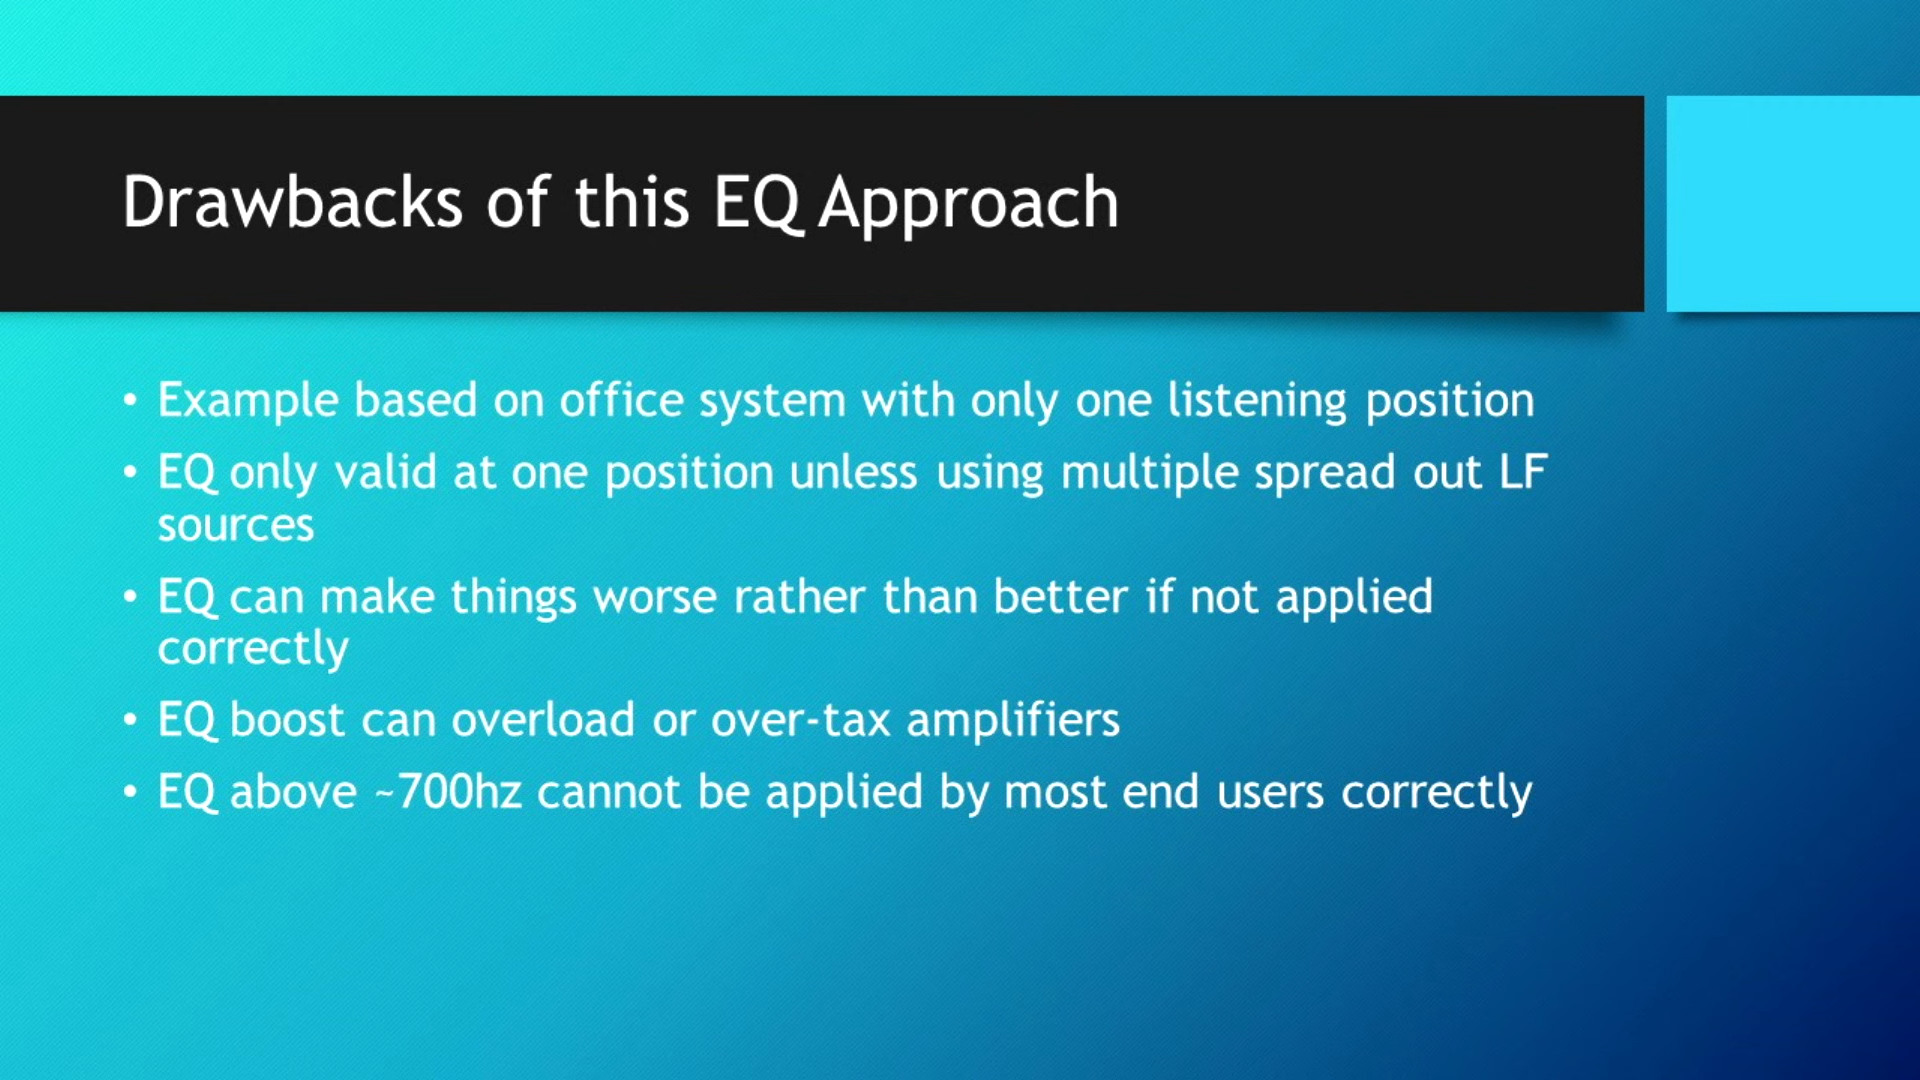 Drawbacks of this EQ Approach
• Example based on office system with only one listening position
• EQ only valid at one position unless using multiple spread out LF
sources
• EQ can make things worse rather than better if not applied
correctly
• EQ boost can overload or over-tax amplifiers
• EQ above ~700hz cannot be applied by most end users correctly